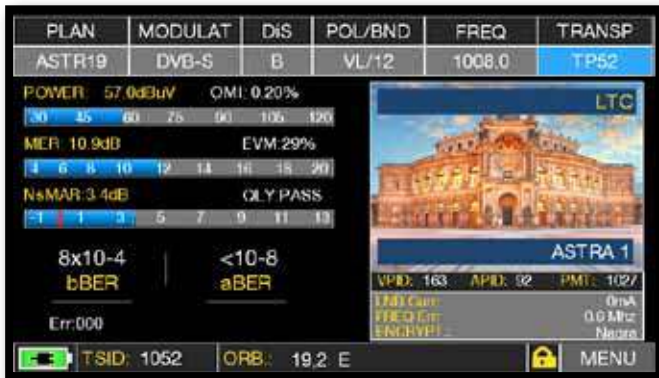 PLAN MODULAT DiS POL/BND FREQ TRANSP
ASTR19 DVB-S B VL/12 1008.0 TP52
POWER: 57.0dBuV OMI: 0.20%
30 45 60 75 90 105 120
MER: 10.9dB EVM:29%
4 6 8 10 12 14 16 18 20
NsMAR:3.4dB QLY:PASS
-1 1 3 5 7 9 11 13
8x10-4 <10-8
bBER aBER
Err:000
LTC
ASTRA 1
VPID: 163 APID: 92 PMT: 1027
LNB Curr: 0mA
FREQ Err: 0.6 Mhz
ENCRYPT.: Nagra
TSID: 1052 ORB.: 19,2 E MENU